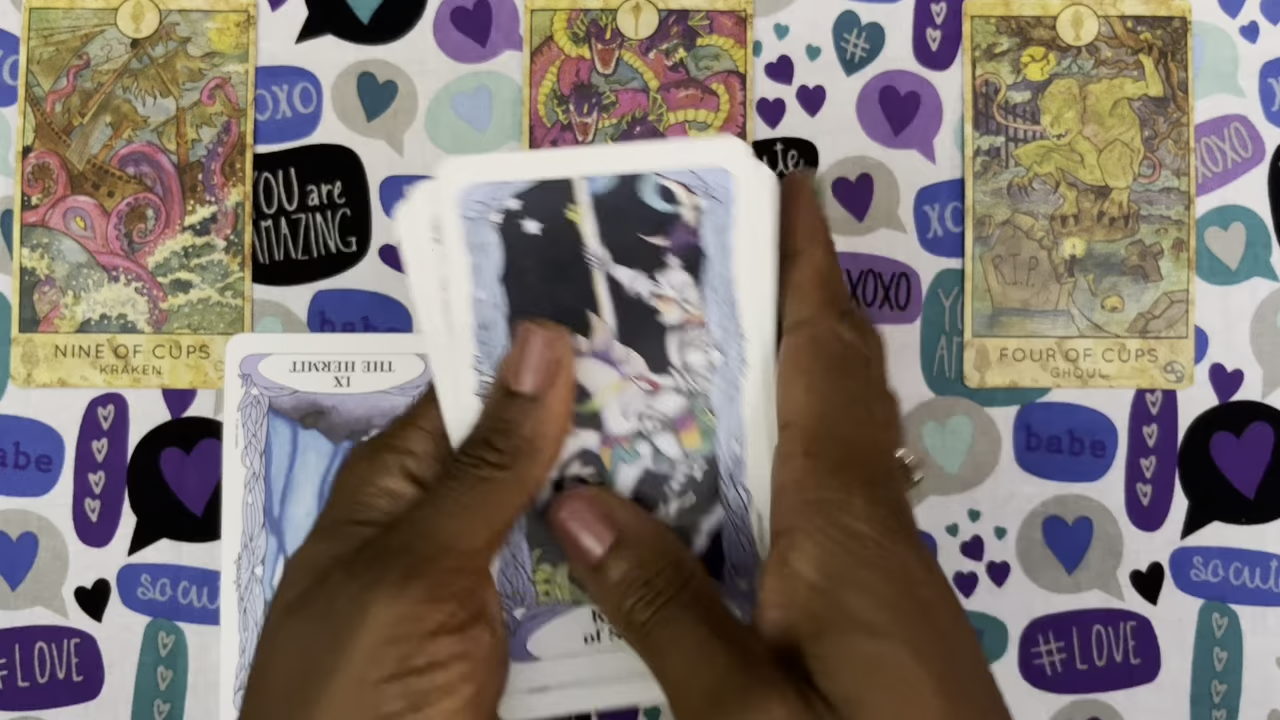 XOXO
YOU are
AMAZING
babe
NINE OF CUPS
KRAKEN
IX
THE HERMIT
#
XOXO
XOXO
FOUR OF CUPS
GHOUL
R.I.P.
babe
babe
so cut
#LOVE
#LOVE
so cute